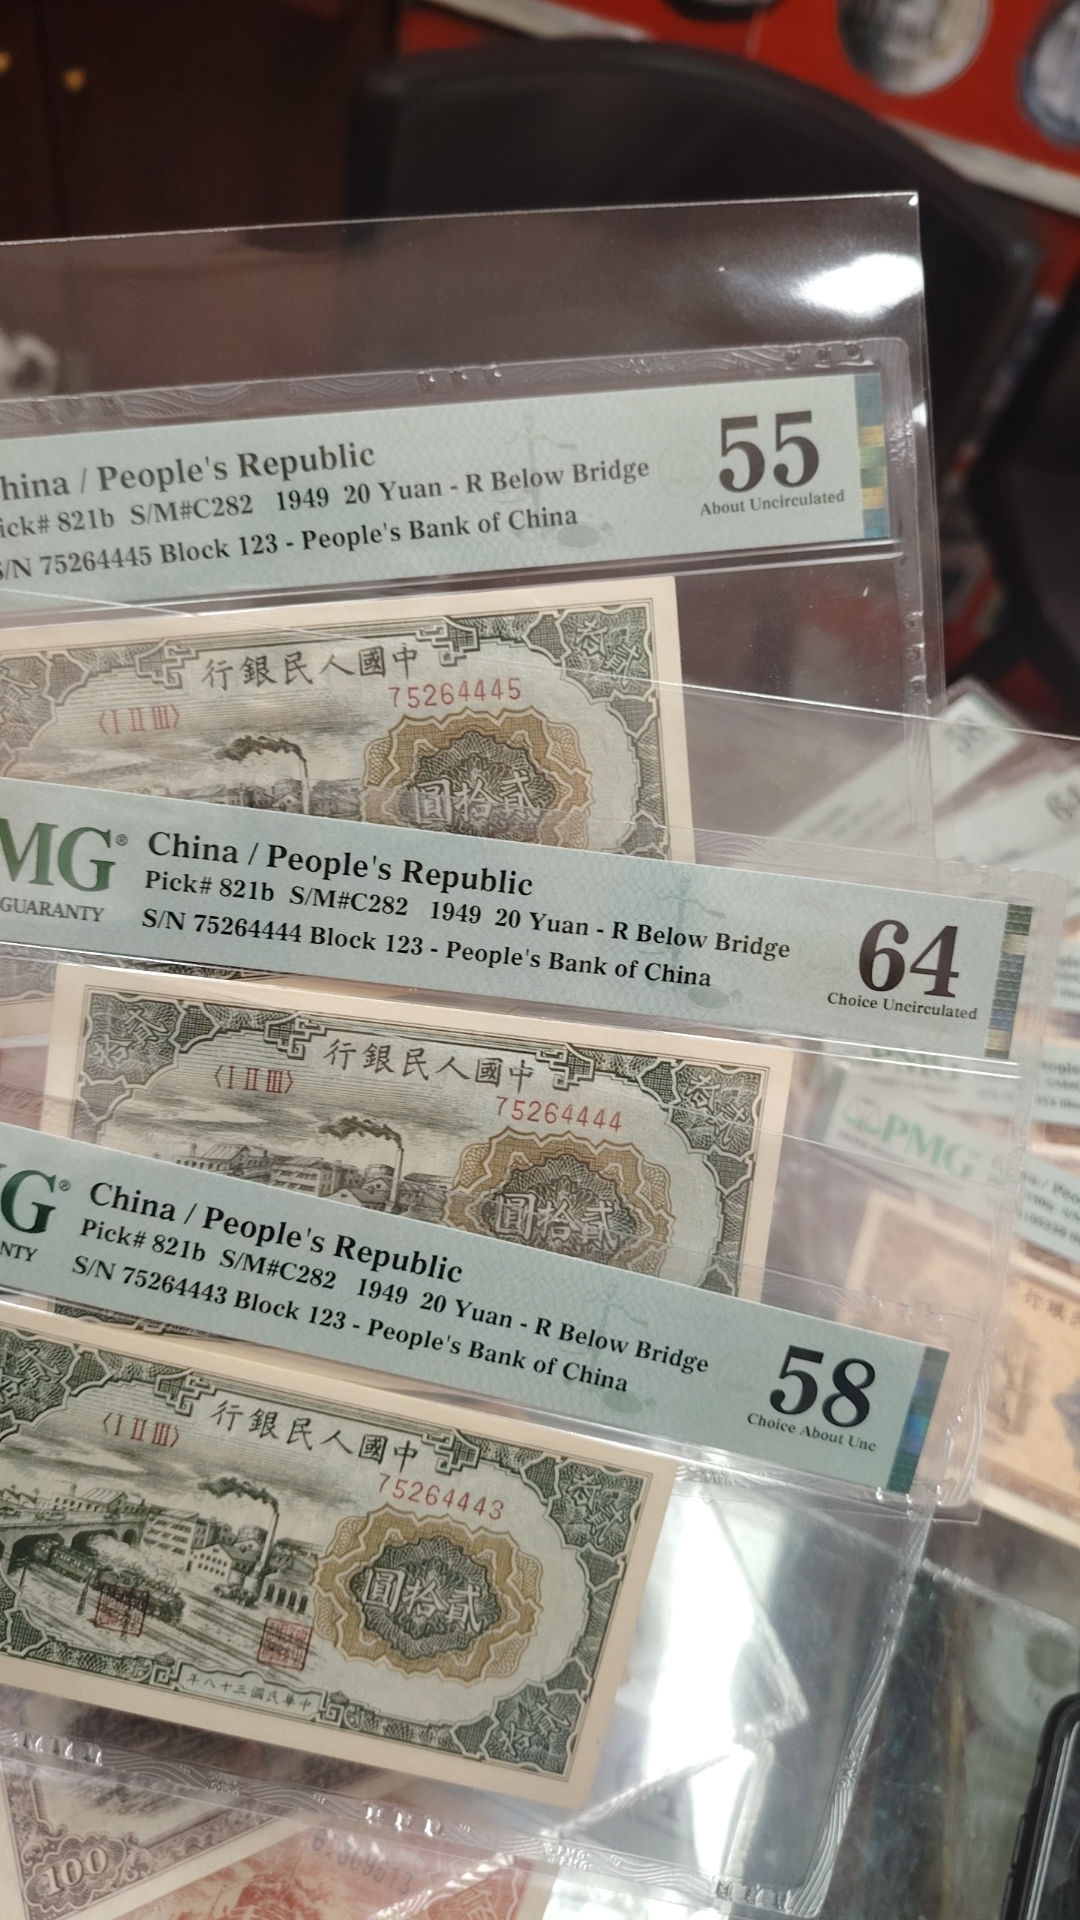 hina / People's Republic
ick# 821b S/M#C282 1949 20 Yuan - R Below Bridge
S/N 75264445 Block 123 - People's Bank of China
55
About Uncirculated
行銀民人國中
75264445
〈I II III〉
圓拾貳
MG®
GUARANTY
China / People's Republic
Pick# 821b S/M#C282 1949 20 Yuan - R Below Bridge
S/N 75264444 Block 123 - People's Bank of China
64
Choice Uncirculated
行銀民人國中
〈I II III〉
75264444
圓拾貳
PMG
G®
NTY
China / People's Republic
Pick# 821b S/M#C282 1949 20 Yuan - R Below Bridge
S/N 75264443 Block 123 - People's Bank of China
58
Choice About Unc
行銀民人國中
〈I II III〉
75264443
圓拾貳
年八十三國民華中
100